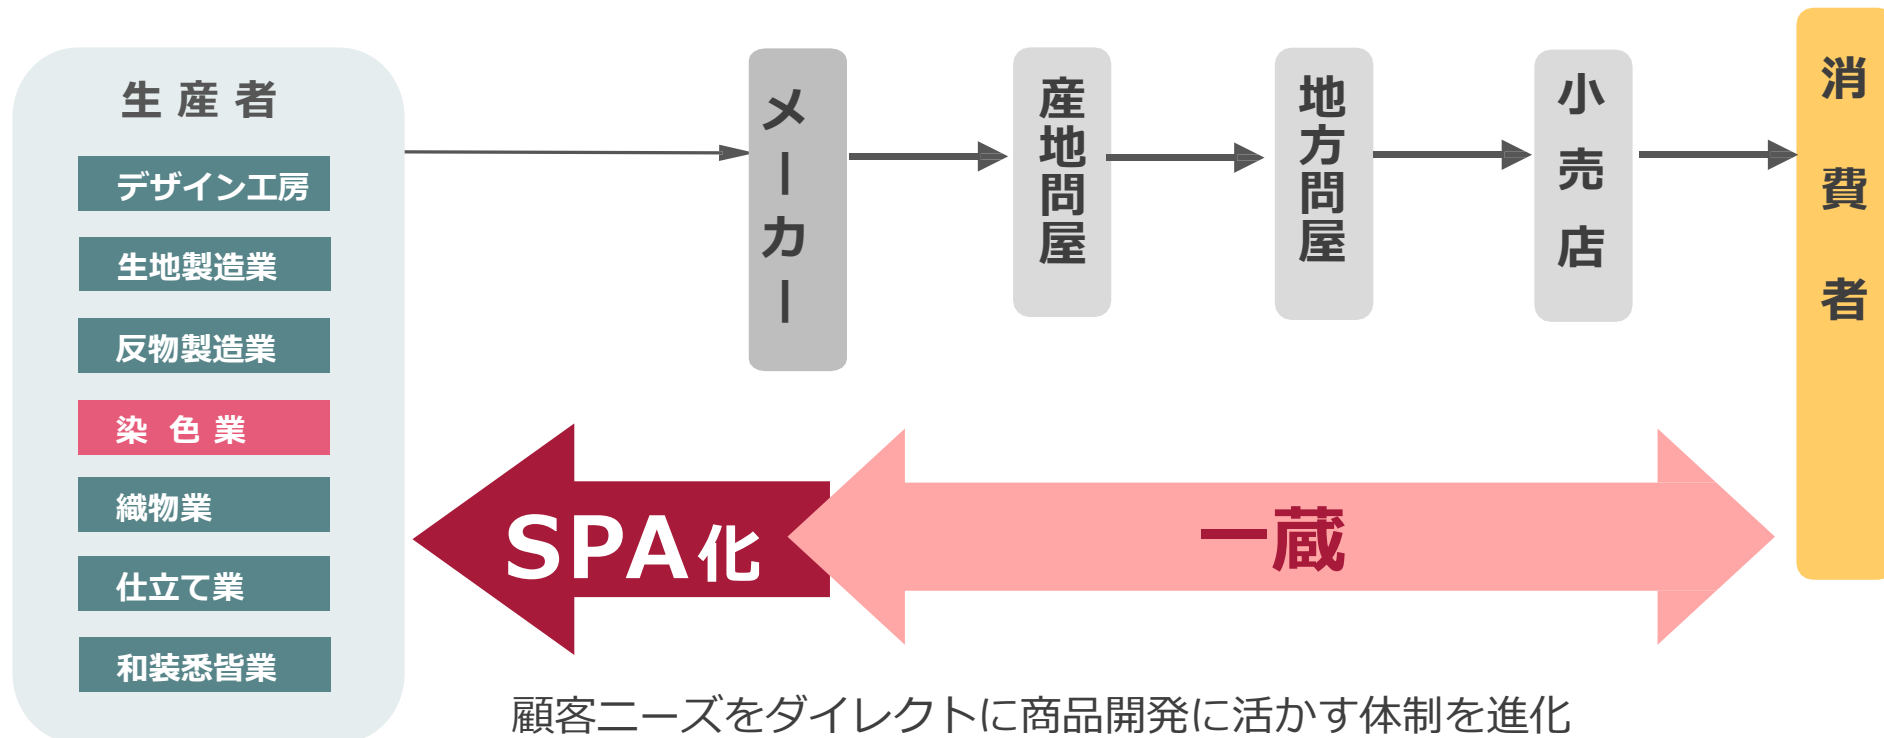 生産者
デザイン工房
生地製造業
反物製造業
染色業
織物業
仕立て業
和装悉皆業
メーカー
産地問屋
地方問屋
小売店
消費者
SPA化
一蔵
顧客ニーズをダイレクトに商品開発に活かす体制を進化